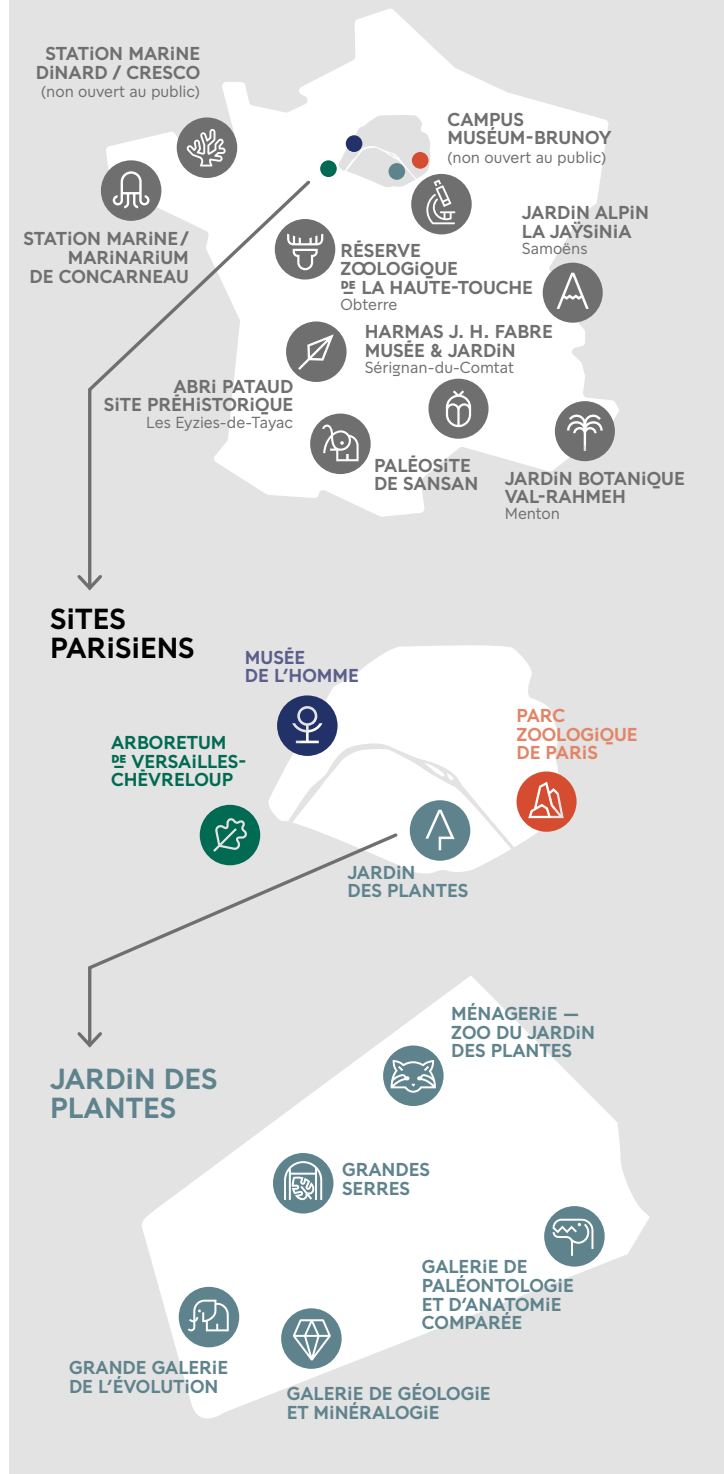 STATiON MARiNE
DiNARD / CRESCO
(non ouvert au public)
CAMPUS
MUSÉUM-BRUNOY
(non ouvert au public)
STATiON MARiNE/
MARiNARiUM
DE CONCARNEAU
JARDiN ALPiN
LA JAŸSiNiA
Samoëns
RÉSERVE
ZOOLOGiQUE
DE LA HAUTE-TOUCHE
Obterre
HARMAS J. H. FABRE
MUSÉE & JARDiN
Sérignan-du-Comtat
ABRi PATAUD
SiTE PRÉHiSTORiQUE
Les Eyzies-de-Tayac
PALÉOSiTE
DE SANSAN
JARDiN BOTANiQUE
VAL-RAHMEH
Menton
SiTES
PARiSiENS
MUSÉE
DE L’HOMME
PARC
ZOOLOGiQUE
DE PARiS
ARBORETUM
DE VERSAiLLES-
CHÈVRELOUP
JARDiN
DES PLANTES
MÉNAGERiE —
ZOO DU JARDiN
DES PLANTES
JARDiN DES
PLANTES
GRANDES
SERRES
GALERiE DE
PALÉONTOLOGiE
ET D’ANATOMiE
COMPARÉE
GRANDE GALERiE
DE L’ÉVOLUTiON
GALERiE DE GÉOLOGiE
ET MiNÉRALOGiE